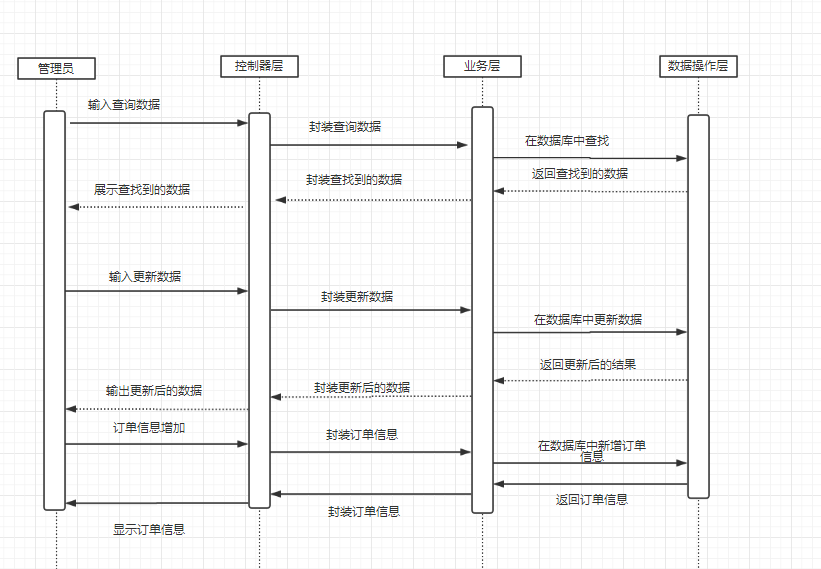 管理员
控制器层
业务层
数据操作层
输入查询数据
封装查询数据
在数据库中查找
返回查找到的数据
封装查找到的数据
展示查找到的数据
输入更新数据
封装更新数据
在数据库中更新数据
返回更新后的结果
封装更新后的数据
输出更新后的数据
订单信息增加
封装订单信息
在数据库中新增订单
信息
返回订单信息
封装订单信息
显示订单信息